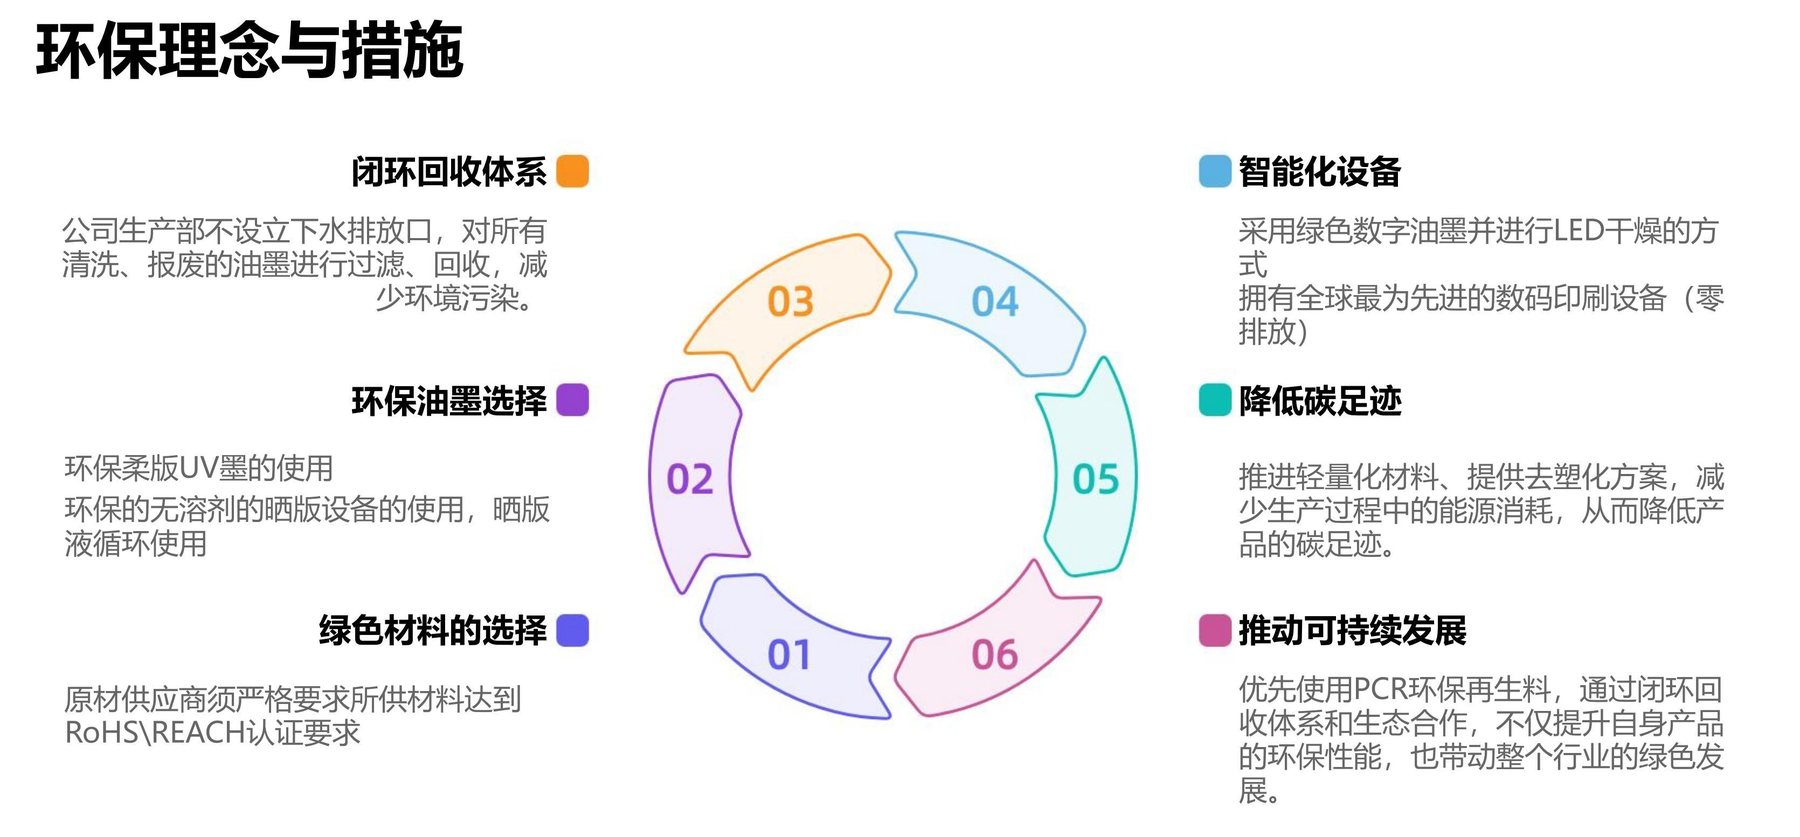 环保理念与措施
闭环回收体系
公司生产部不设立下水排放口，对所有
清洗、报废的油墨进行过滤、回收，减
少环境污染。
环保油墨选择
环保柔版UV墨的使用
环保的无溶剂的晒版设备的使用，晒版
液循环使用
绿色材料的选择
原材供应商须严格要求所供材料达到
RoHS\REACH认证要求
03
04
02
05
01
06
智能化设备
采用绿色数字油墨并进行LED干燥的方
式
拥有全球最为先进的数码印刷设备（零
排放）
降低碳足迹
推进轻量化材料、提供去塑化方案，减
少生产过程中的能源消耗，从而降低产
品的碳足迹。
推动可持续发展
优先使用PCR环保再生料，通过闭环回
收体系和生态合作，不仅提升自身产品
的环保性能，也带动整个行业的绿色发
展。